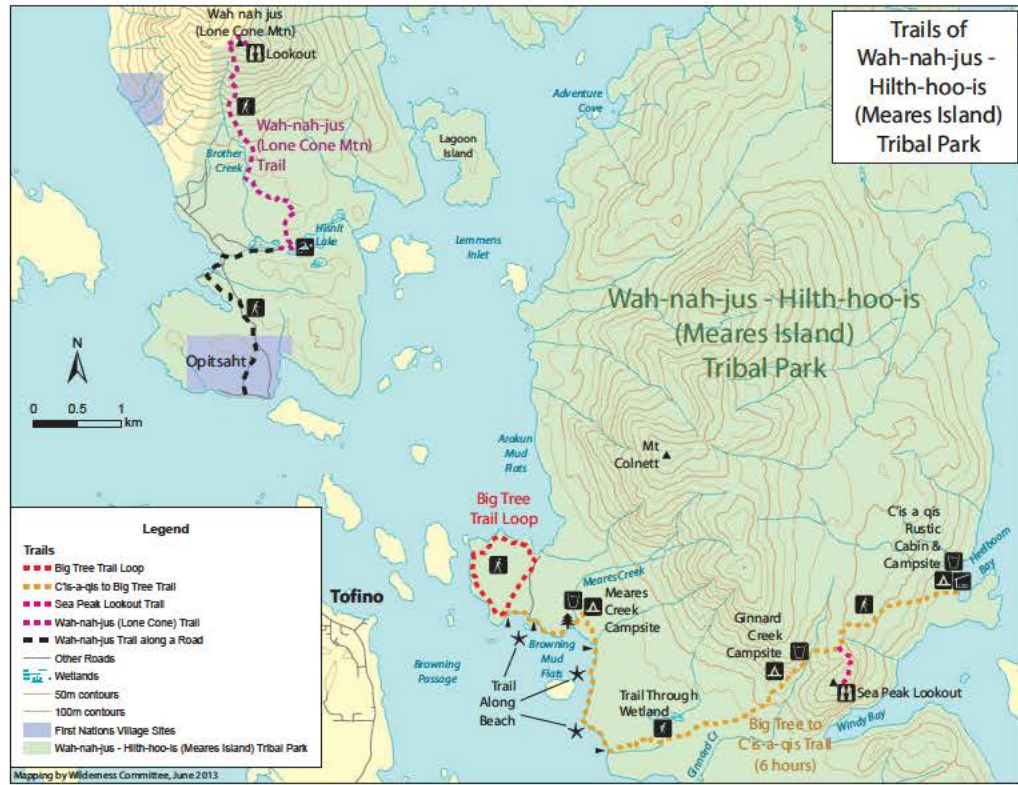 Wah nah jus
(Lone Cone Mtn)
Lookout
Wah-nah-jus
(Lone Cone Mtn)
Trail
Brother
Creek
Hisnit
Lake
Opitsaht
N
0 0.5 1
km
Adventure
Cove
Lagoon
Island
Lemmens
Inlet
Trails of
Wah-nah-jus -
Hilth-hoo-is
(Meares Island)
Tribal Park
Wah-nah-jus - Hilth-hoo-is
(Meares Island)
Tribal Park
Mt
Colnett
Arakun
Mud
Flats
Big Tree
Trail Loop
Tofino
Meares Creek
Meares
Creek
Campsite
Browning
Mud
Flats
Browning
Passage
Trail
Along
Beach
Trail Through
Wetland
Ginnard
Creek
Campsite
Ginnard Cr
C'is a qis
Rustic
Cabin &
Campsite
Heelboom
Bay
Sea Peak Lookout
Windy Bay
Big Tree to
C'is-a-qis Trail
(6 hours)
Legend
Trails
Big Tree Trail Loop
C'is-a-qis to Big Tree Trail
Sea Peak Lookout Trail
Wah-nah-jus (Lone Cone) Trail
Wah-nah-jus Trail along a Road
Other Roads
Wetlands
50m contours
100m contours
First Nations Village Sites
Wah-nah-jus - Hilth-hoo-is (Meares Island) Tribal Park
Mapping by Wilderness Committee, June 2013